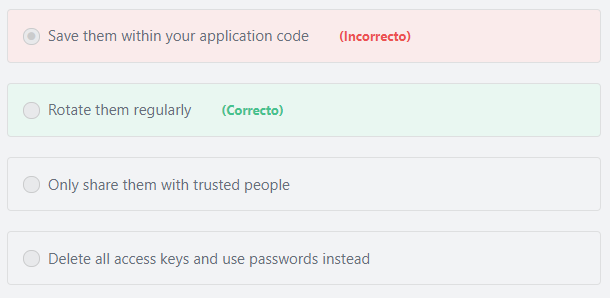 Save them within your application code (Incorrecto)
Rotate them regularly (Correcto)
Only share them with trusted people
Delete all access keys and use passwords instead